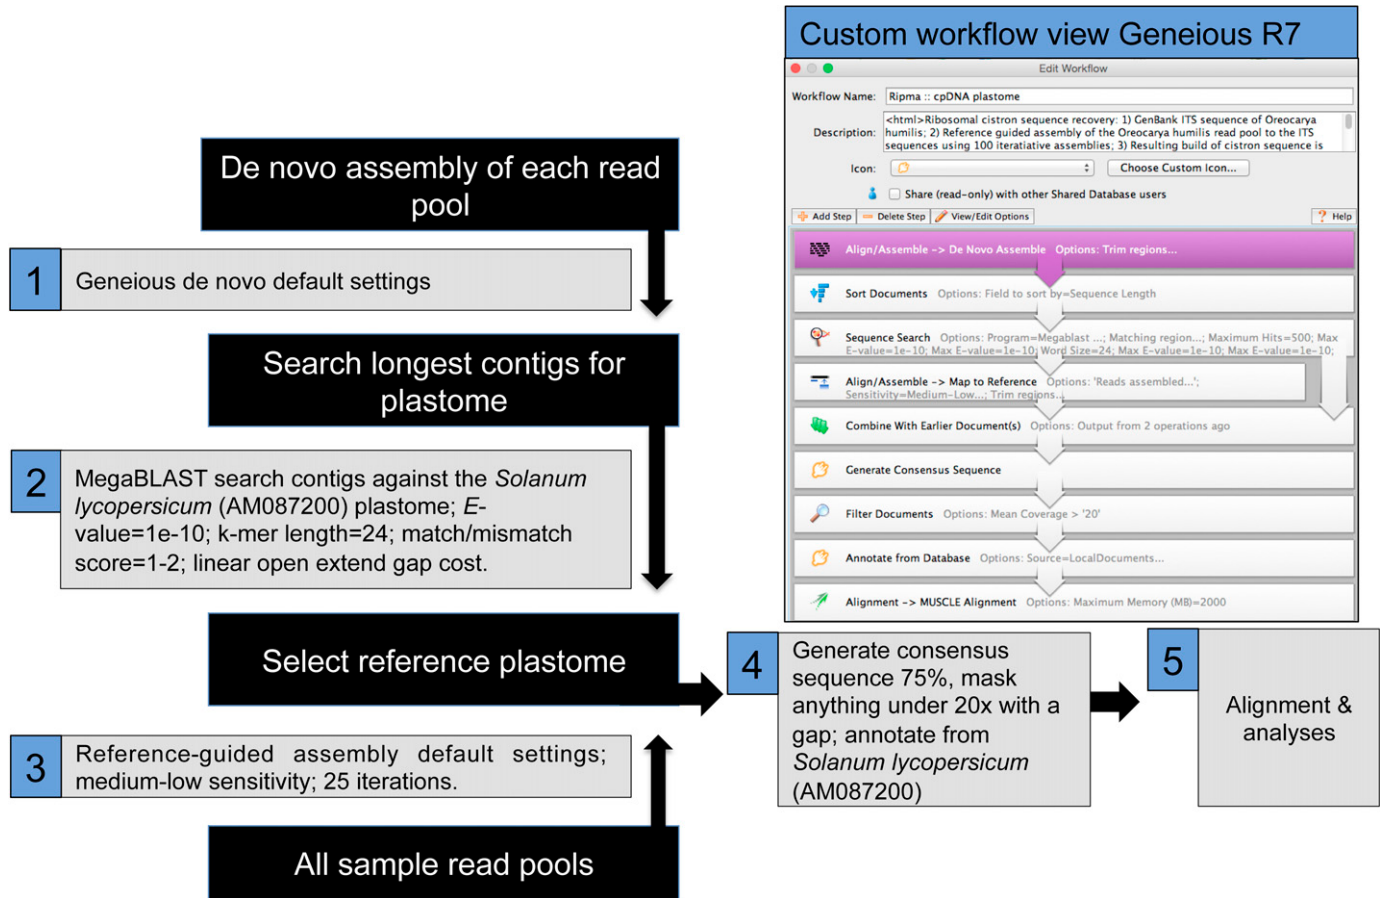 Custom workflow view Geneious R7
Edit Workflow
Workflow Name: Ripma :: cpDNA plastome
Description: <html>Ribosomal cistron sequence recovery: 1) GenBank ITS sequence of Oreocarya
humilis; 2) Reference guided assembly of the Oreocarya humilis read pool to the ITS
sequences using 100 iteratiative assemblies; 3) Resulting build of cistron sequence is
Icon: Choose Custom Icon...
Share (read-only) with other Shared Database users
Add Step Delete Step View/Edit Options Help
Align/Assemble -> De Novo Assemble Options: Trim regions...
Sort Documents Options: Field to sort by=Sequence Length
Sequence Search Options: Program=Megablast ...; Matching region...; Maximum Hits=500; Max
E-value=1e-10; Max E-value=1e-10; Word Size=24; Max E-value=1e-10; Max E-value=1e-10;
Align/Assemble -> Map to Reference Options: 'Reads assembled...';
Sensitivity=Medium-Low...; Trim regions...
Combine With Earlier Document(s) Options: Output from 2 operations ago
Generate Consensus Sequence
Filter Documents Options: Mean Coverage > '20'
Annotate from Database Options: Source=LocalDocuments...
Alignment -> MUSCLE Alignment Options: Maximum Memory (MB)=2000
De novo assembly of each read
pool
1
Geneious de novo default settings
Search longest contigs for
plastome
2
MegaBLAST search contigs against the Solanum
lycopersicum (AM087200) plastome; E-
value=1e-10; k-mer length=24; match/mismatch
score=1-2; linear open extend gap cost.
Select reference plastome
3
Reference-guided assembly default settings;
medium-low sensitivity; 25 iterations.
All sample read pools
4
Generate consensus
sequence 75%, mask
anything under 20x with a
gap; annotate from
Solanum lycopersicum
(AM087200)
5
Alignment &
analyses